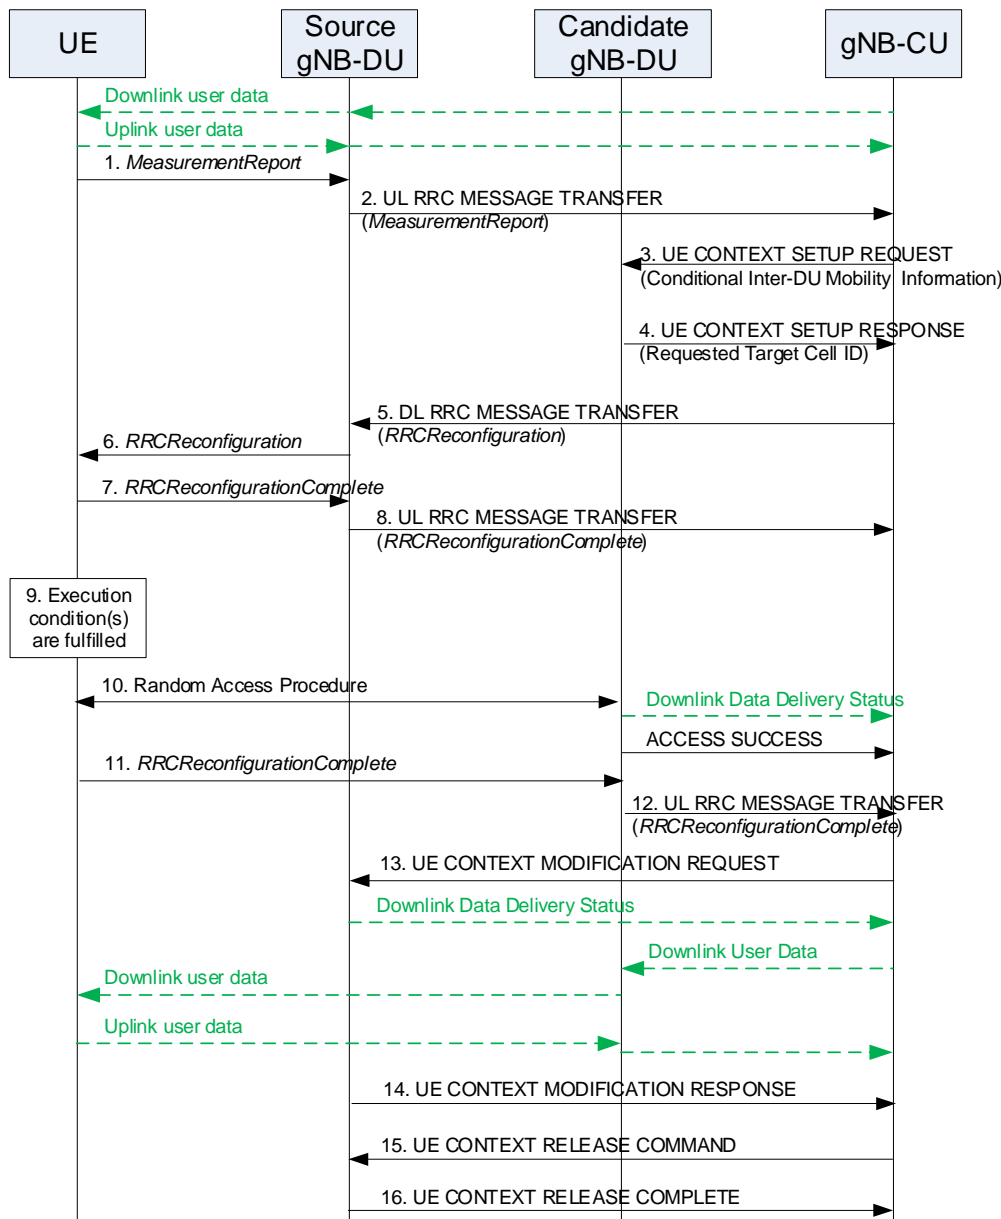 UE
Source
gNB-DU
Candidate
gNB-DU
gNB-CU
Downlink user data
Uplink user data
1. MeasurementReport
2. UL RRC MESSAGE TRANSFER
(MeasurementReport)
3. UE CONTEXT SETUP REQUEST
(Conditional Inter-DU Mobility Information)
4. UE CONTEXT SETUP RESPONSE
(Requested Target Cell ID)
5. DL RRC MESSAGE TRANSFER
(RRCReconfiguration)
6. RRCReconfiguration
7. RRCReconfigurationComplete
8. UL RRC MESSAGE TRANSFER
(RRCReconfigurationComplete)
9. Execution
condition(s)
are fulfilled
10. Random Access Procedure
Downlink Data Delivery Status
ACCESS SUCCESS
11. RRCReconfigurationComplete
12. UL RRC MESSAGE TRANSFER
(RRCReconfigurationComplete)
13. UE CONTEXT MODIFICATION REQUEST
Downlink Data Delivery Status
Downlink User Data
Downlink user data
Uplink user data
14. UE CONTEXT MODIFICATION RESPONSE
15. UE CONTEXT RELEASE COMMAND
16. UE CONTEXT RELEASE COMPLETE